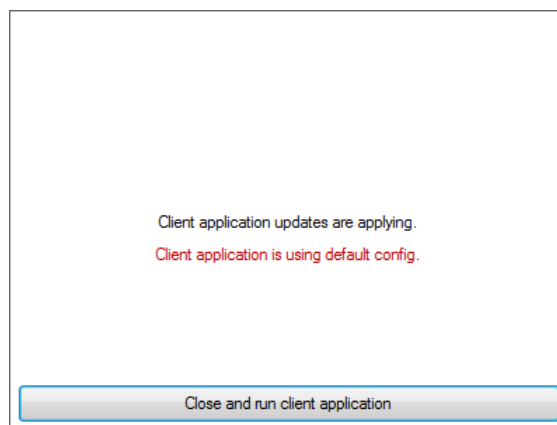 Client application updates are applying.
Client application is using default config.
Close and run client application